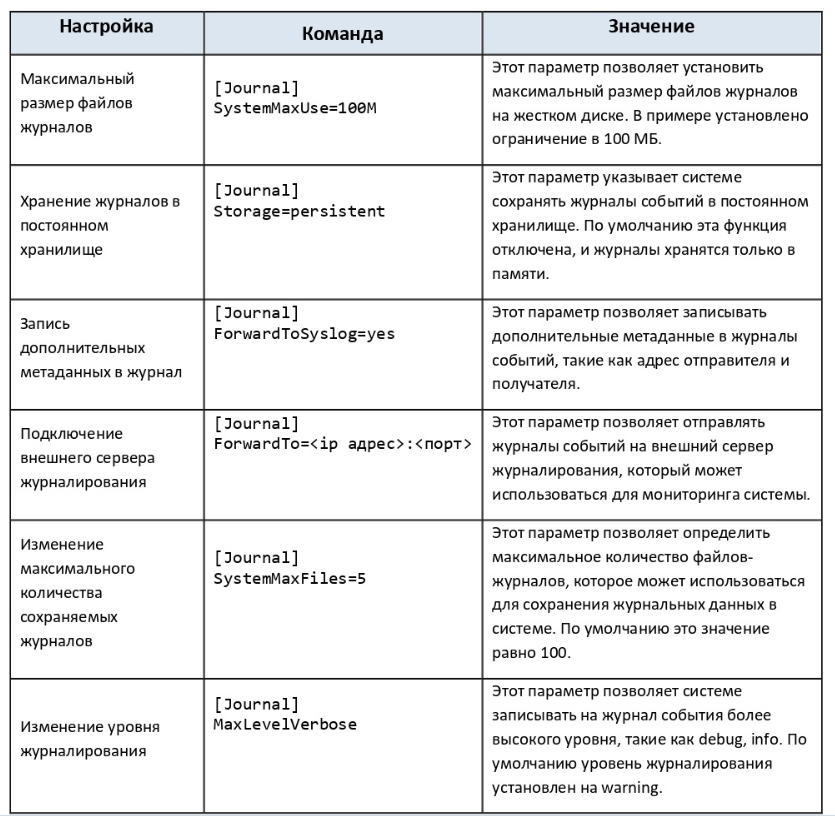 Настройка
Команда
Значение
Максимальный
размер файлов
журналов
[Journal]
SystemMaxUse=100M
Этот параметр позволяет установить
максимальный размер файлов журналов
на жестком диске. В примере установлено
ограничение в 100 МБ.
Хранение журналов в
постоянном
хранилище
[Journal]
Storage=persistent
Этот параметр указывает системе
сохранять журналы событий в постоянном
хранилище. По умолчанию эта функция
отключена, и журналы хранятся только в
памяти.
Запись
дополнительных
метаданных в журнал
[Journal]
ForwardToSyslog=yes
Этот параметр позволяет записывать
дополнительные метаданные в журналы
событий, такие как адрес отправителя и
получателя.
Подключение
внешнего сервера
журналирования
[Journal]
ForwardTo=<ip адрес>:<порт>
Этот параметр позволяет отправлять
журналы событий на внешний сервер
журналирования, который может
использоваться для мониторинга системы.
Изменение
максимального
количества
сохраняемых
журналов
[Journal]
SystemMaxFiles=5
Этот параметр позволяет определить
максимальное количество файлов-
журналов, которое может использоваться
для сохранения журнальных данных в
системе. По умолчанию это значение
равно 100.
Изменение уровня
журналирования
[Journal]
MaxLevelVerbose
Этот параметр позволяет системе
записывать на журнал события более
высокого уровня, такие как debug, info. По
умолчанию уровень журналирования
установлен на warning.